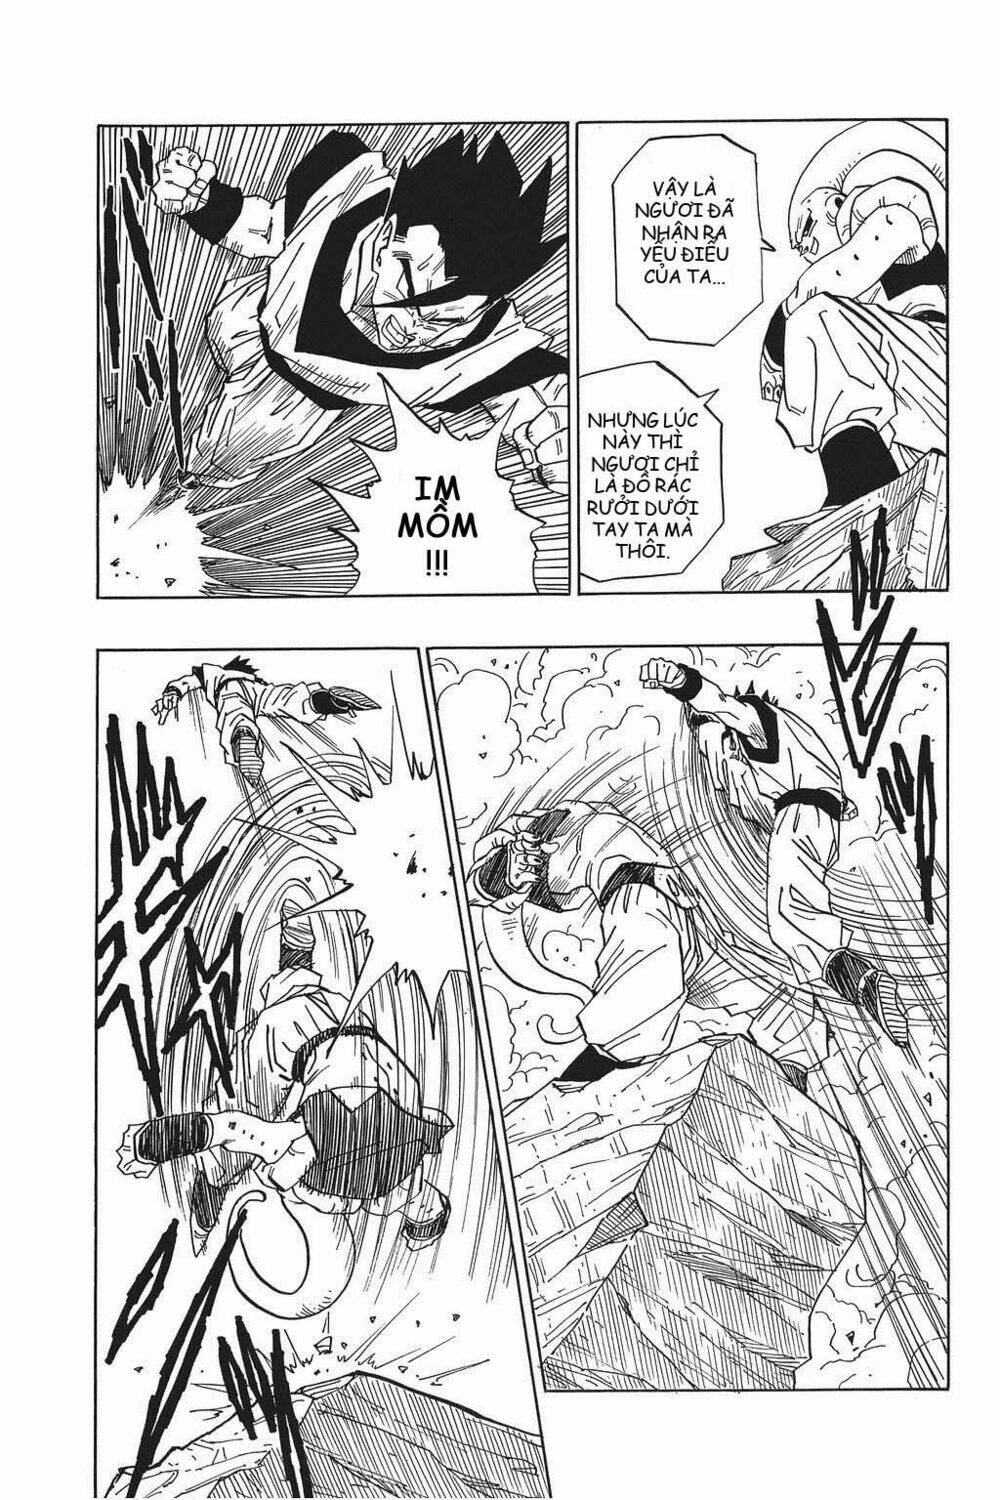 VẬY LÀ
NGƯƠI ĐÃ
NHẬN RA
YẾU ĐIỂU
CỦA TA...
NHƯNG LÚC
NÀY THÌ
NGƯƠI CHỈ
LÀ ĐỒ RÁC
RƯỞI DƯỚI
TAY TA MÀ
THÔI.
IM
MỒM
!!!